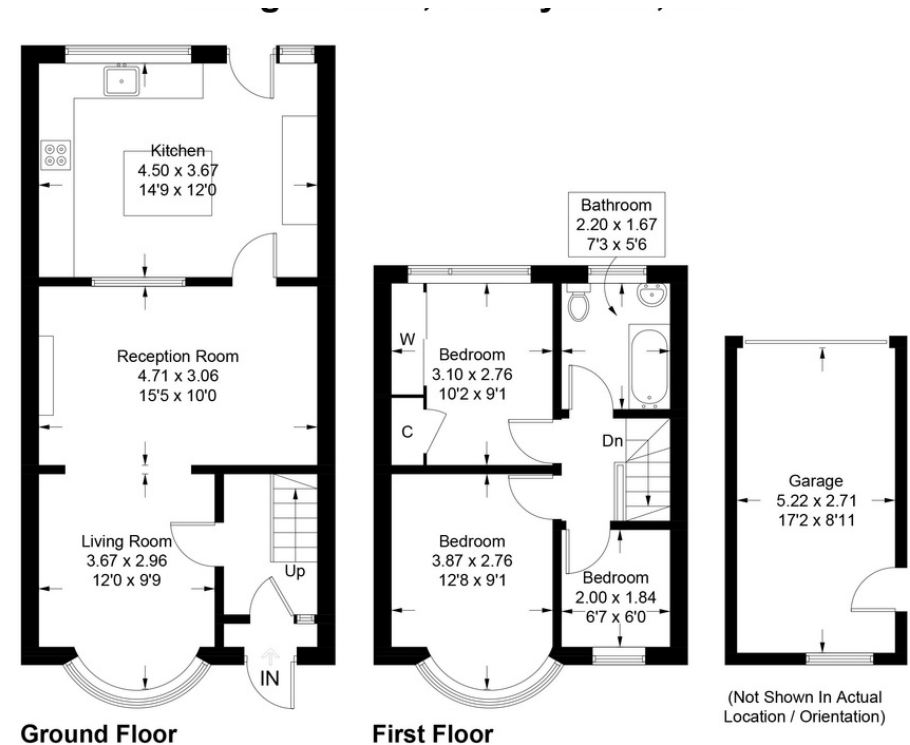 Kitchen
4.50 x 3.67
14'9 x 12'0
Reception Room
4.71 x 3.06
15'5 x 10'0
Living Room
3.67 x 2.96
12'0 x 9'9
Up
IN
Ground Floor
Bathroom
2.20 x 1.67
7'3 x 5'6
W
Bedroom
3.10 x 2.76
10'2 x 9'1
C
Dn
Bedroom
3.87 x 2.76
12'8 x 9'1
Bedroom
2.00 x 1.84
6'7 x 6'0
First Floor
Garage
5.22 x 2.71
17'2 x 8'11
(Not Shown In Actual
Location / Orientation)